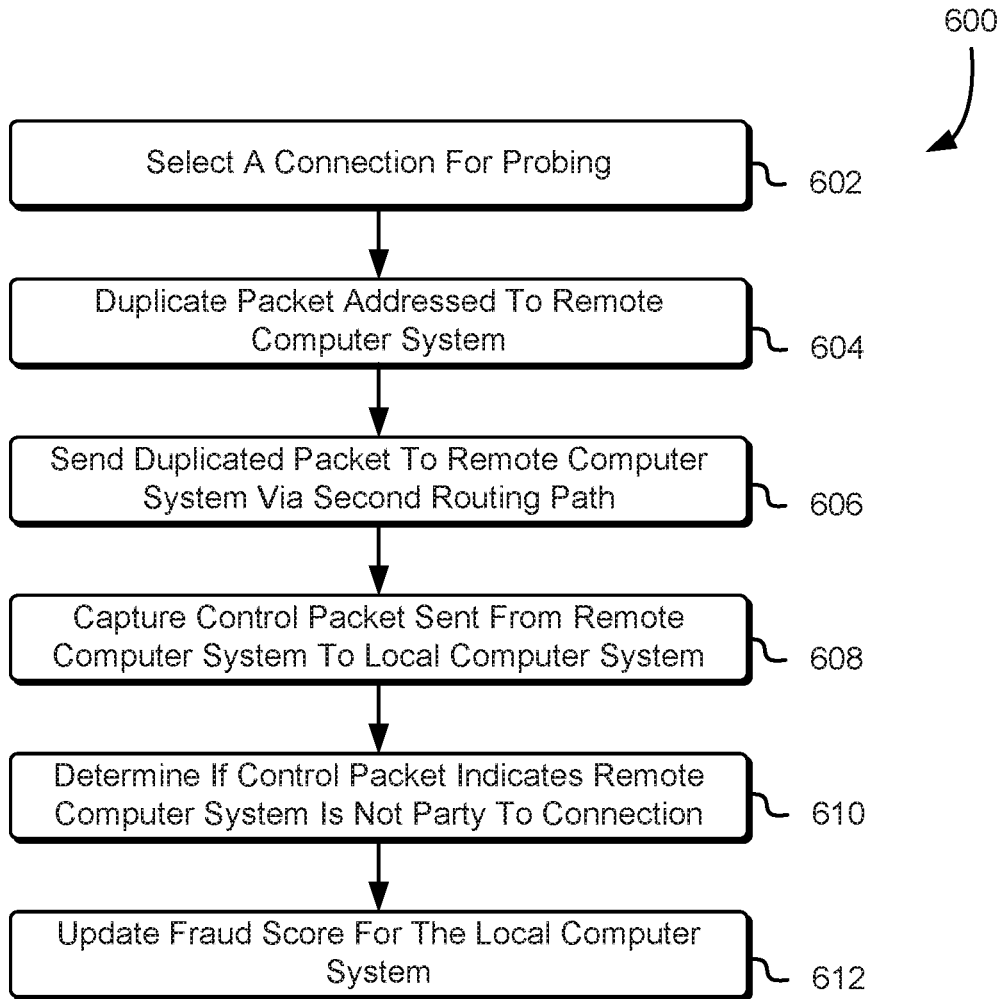 600
Select A Connection For Probing
602
Duplicate Packet Addressed To Remote
Computer System
604
Send Duplicated Packet To Remote Computer
System Via Second Routing Path
606
Capture Control Packet Sent From Remote
Computer System To Local Computer System
608
Determine If Control Packet Indicates Remote
Computer System Is Not Party To Connection
610
Update Fraud Score For The Local Computer
System
612